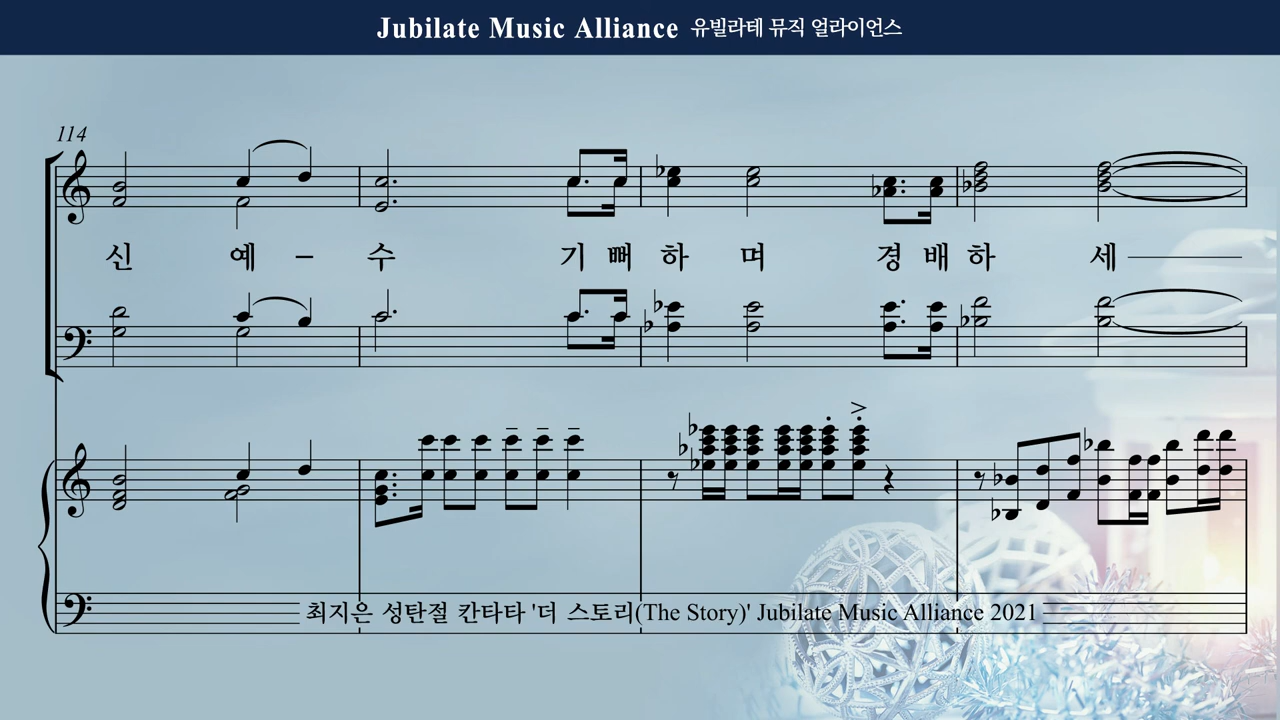 Jubilate Music Alliance 유빌라테 뮤직 얼라이언스
114
신 예 – 수 기 뻐 하 며 경 배 하 세
최지은 성탄절 칸타타 '더 스토리(The Story)' Jubilate Music Alliance 2021